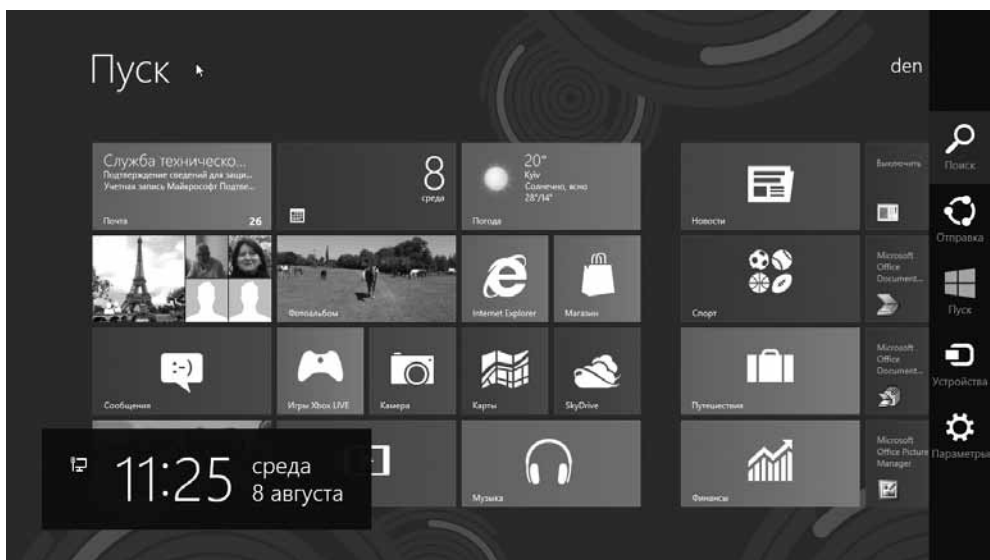 Пуск
den
Служба техническо...
Подтверждение сведений для защи...
Учетная запись Майкрософт Подтве...
Почта
26
8
среда
20°
Kyiv
Солнечно, ясно
28°/14°
Погода
Новости
Выключить
Фотоальбом
Internet Explorer
Магазин
Спорт
Microsoft
Office
Document...
Сообщения
Игры Xbox LIVE
Камера
Карты
SkyDrive
Путешествия
Microsoft
Office
Document...
11:25
среда
8 августа
Музыка
Финансы
Microsoft
Office Picture
Manager
Поиск
Отправка
Пуск
Устройства
Параметры